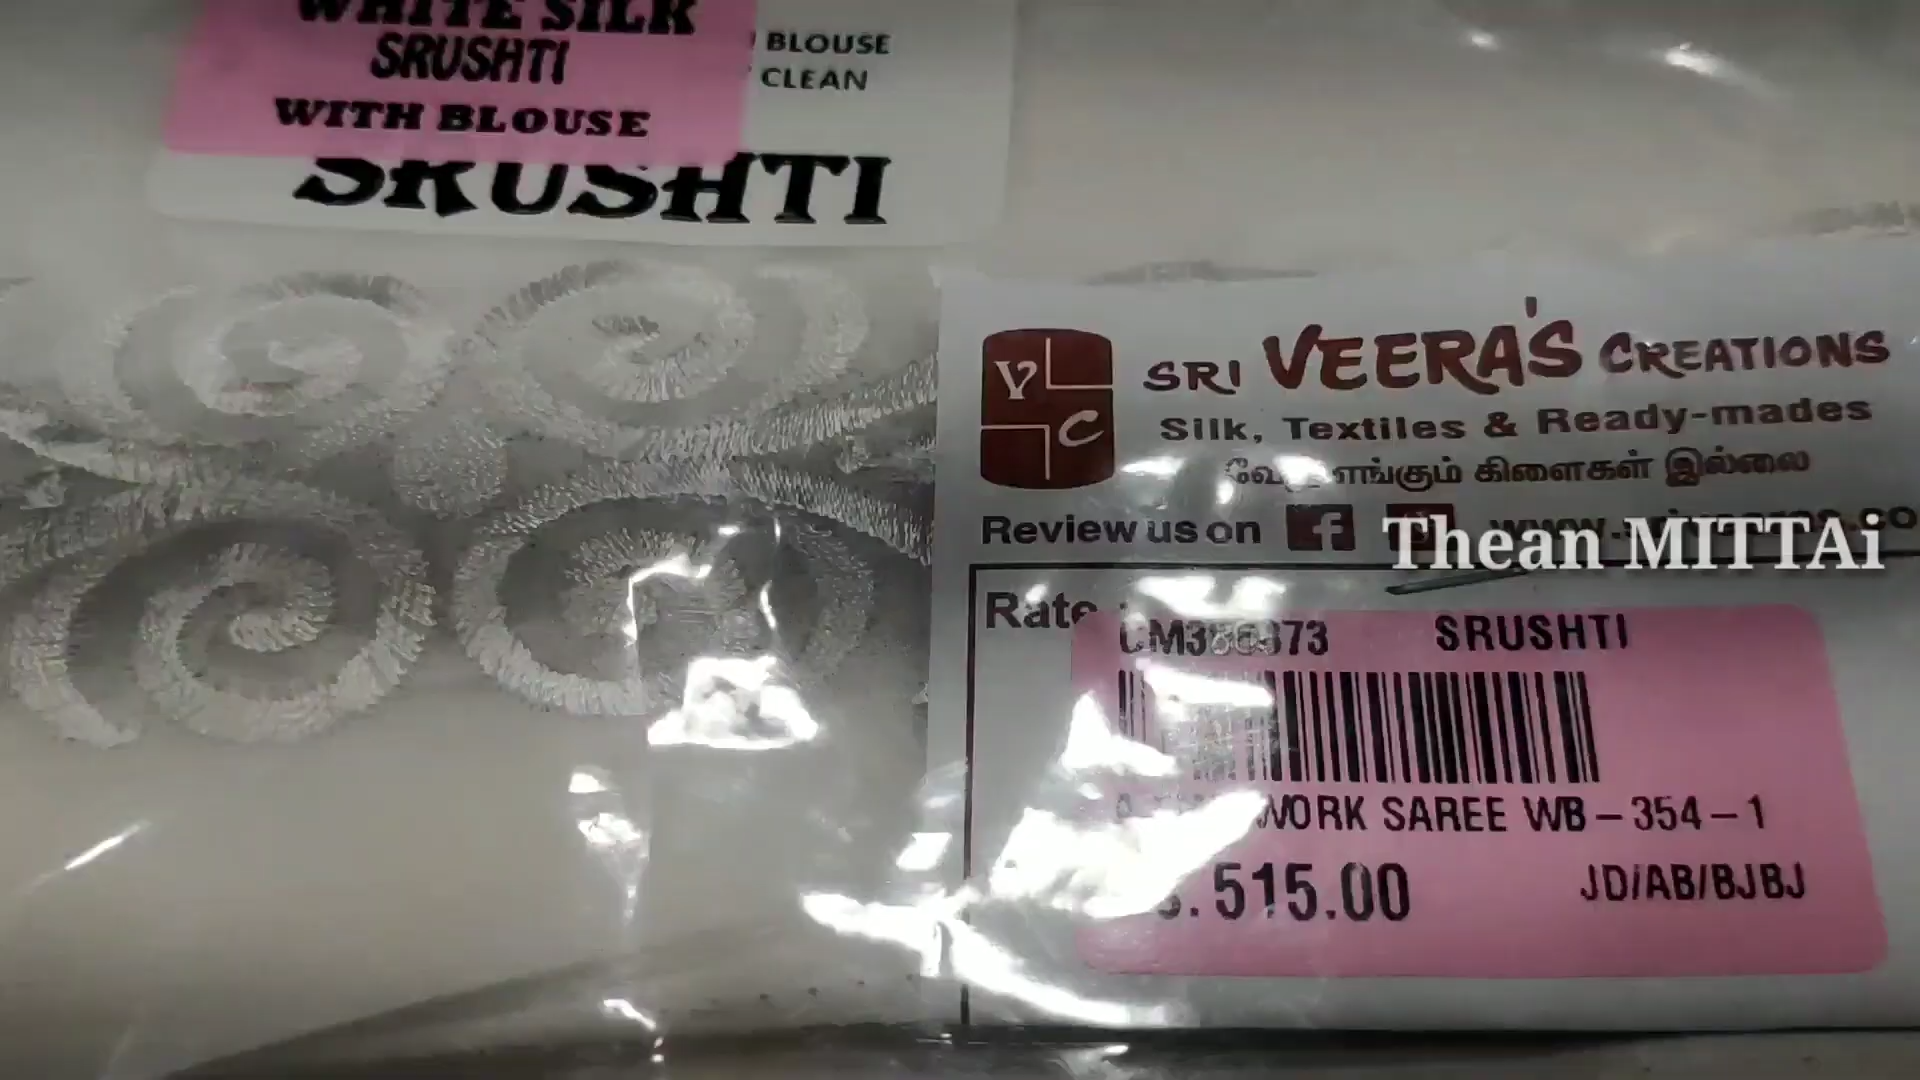 WHITE SILK
SRUSHTI
WITH BLOUSE
BLOUSE
CLEAN
SRUSHTI
V C
SRI VEERA'S CREATIONS
Silk, Textiles & Ready-mades
எங்கும் கிளைகள் இல்லை
Review us on f
Thean MITTAi
Rate
SRUSHTI
WORK SAREE WB-354-1
.515.00 JD/AB/BJBJ